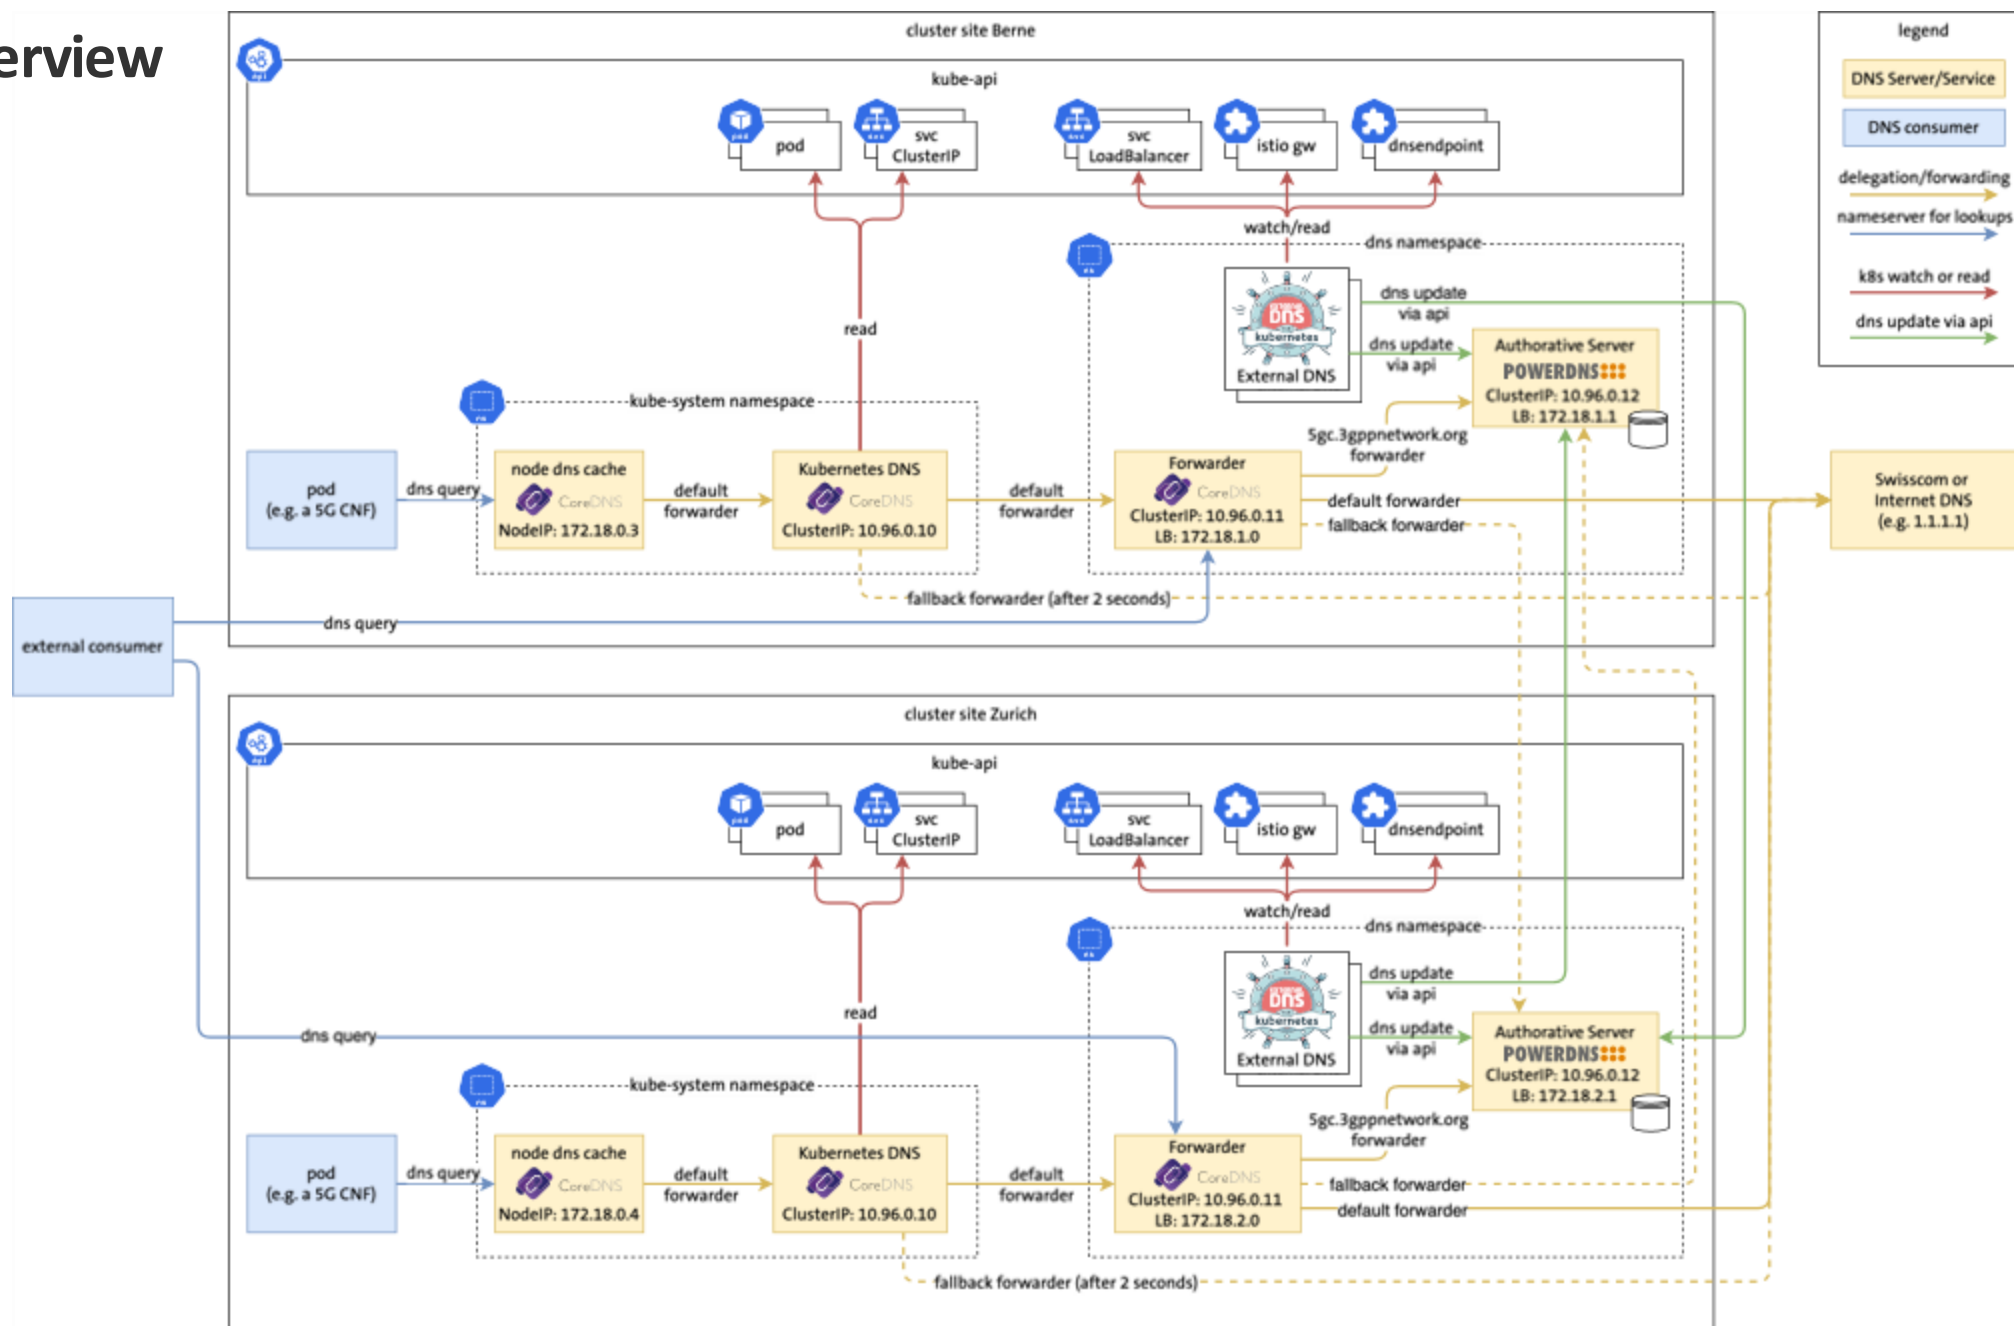 erview
cluster site Berne
kube-api
pod
svc
ClusterIP
svc
LoadBalancer
istio gw
dnsendpoint
watch/read
dns namespace
read
kube-system namespace
External DNS
kubernetes
DNS
dns update
via api
dns update
via api
Authorative Server
POWERDNS
ClusterIP: 10.96.0.12
LB: 172.18.1.1
pod
(e.g. a 5G CNF)
dns query
node dns cache
CoreDNS
NodeIP: 172.18.0.3
default
forwarder
Kubernetes DNS
CoreDNS
ClusterIP: 10.96.0.10
default
forwarder
Forwarder
CoreDNS
ClusterIP: 10.96.0.11
LB: 172.18.1.0
5gc.3gppnetwork.org
forwarder
default forwarder
fallback forwarder
fallback forwarder (after 2 seconds)
Swisscom or
Internet DNS
(e.g. 1.1.1.1)
external consumer
dns query
legend
DNS Server/Service
DNS consumer
delegation/forwarding
nameserver for lookups
k8s watch or read
dns update via api
cluster site Zurich
kube-api
pod
svc
ClusterIP
svc
LoadBalancer
istio gw
dnsendpoint
watch/read
dns namespace
read
dns query
kube-system namespace
DNS
kubernetes
External DNS
dns update
via api
dns update
via api
Authorative Server
POWERDNS
ClusterIP: 10.96.0.12
LB: 172.18.2.1
pod
(e.g. a 5G CNF)
dns query
node dns cache
CoreDNS
NodeIP: 172.18.0.4
default
forwarder
Kubernetes DNS
CoreDNS
ClusterIP: 10.96.0.10
default
forwarder
Forwarder
CoreDNS
ClusterIP: 10.96.0.11
LB: 172.18.2.0
5gc.3gppnetwork.org
forwarder
fallback forwarder
default forwarder
fallback forwarder (after 2 seconds)